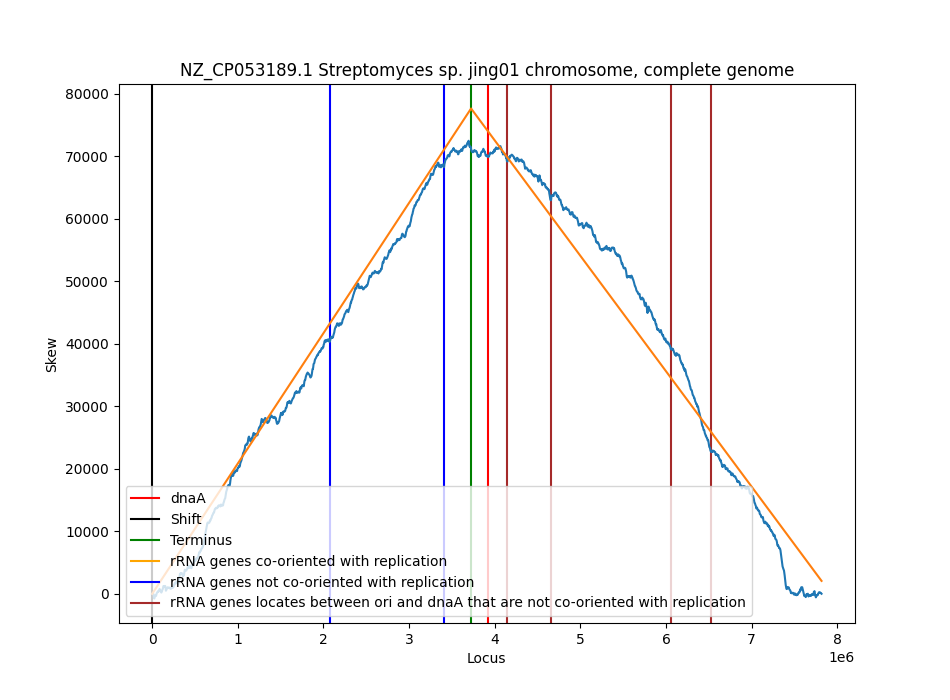 NZ_CP053189.1 Streptomyces sp. jing01 chromosome, complete genome
80000
70000
60000
50000
40000
30000
20000
10000
0
Skew
dnaA
Shift
Terminus
rRNA genes co-oriented with replication
rRNA genes not co-oriented with replication
rRNA genes locates between ori and dnaA that are not co-oriented with replication
0 1 2 3 4 5 6 7 8
1e6
Locus